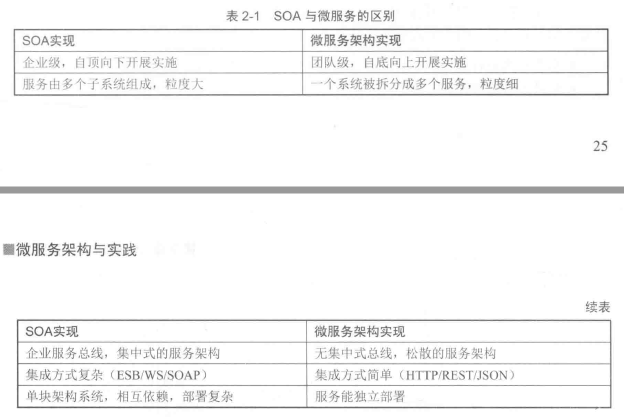 表 2-1 SOA 与微服务的区别
SOA实现 微服务架构实现
企业级，自顶向下开展实施 团队级，自底向上开展实施
服务由多个子系统组成，粒度大 一个系统被拆分成多个服务，粒度细
25
■微服务架构与实践
续表
SOA实现 微服务架构实现
企业服务总线，集中式的服务架构 无集中式总线，松散的服务架构
集成方式复杂（ESB/WS/SOAP） 集成方式简单（HTTP/REST/JSON）
单块架构系统，相互依赖，部署复杂 服务能独立部署